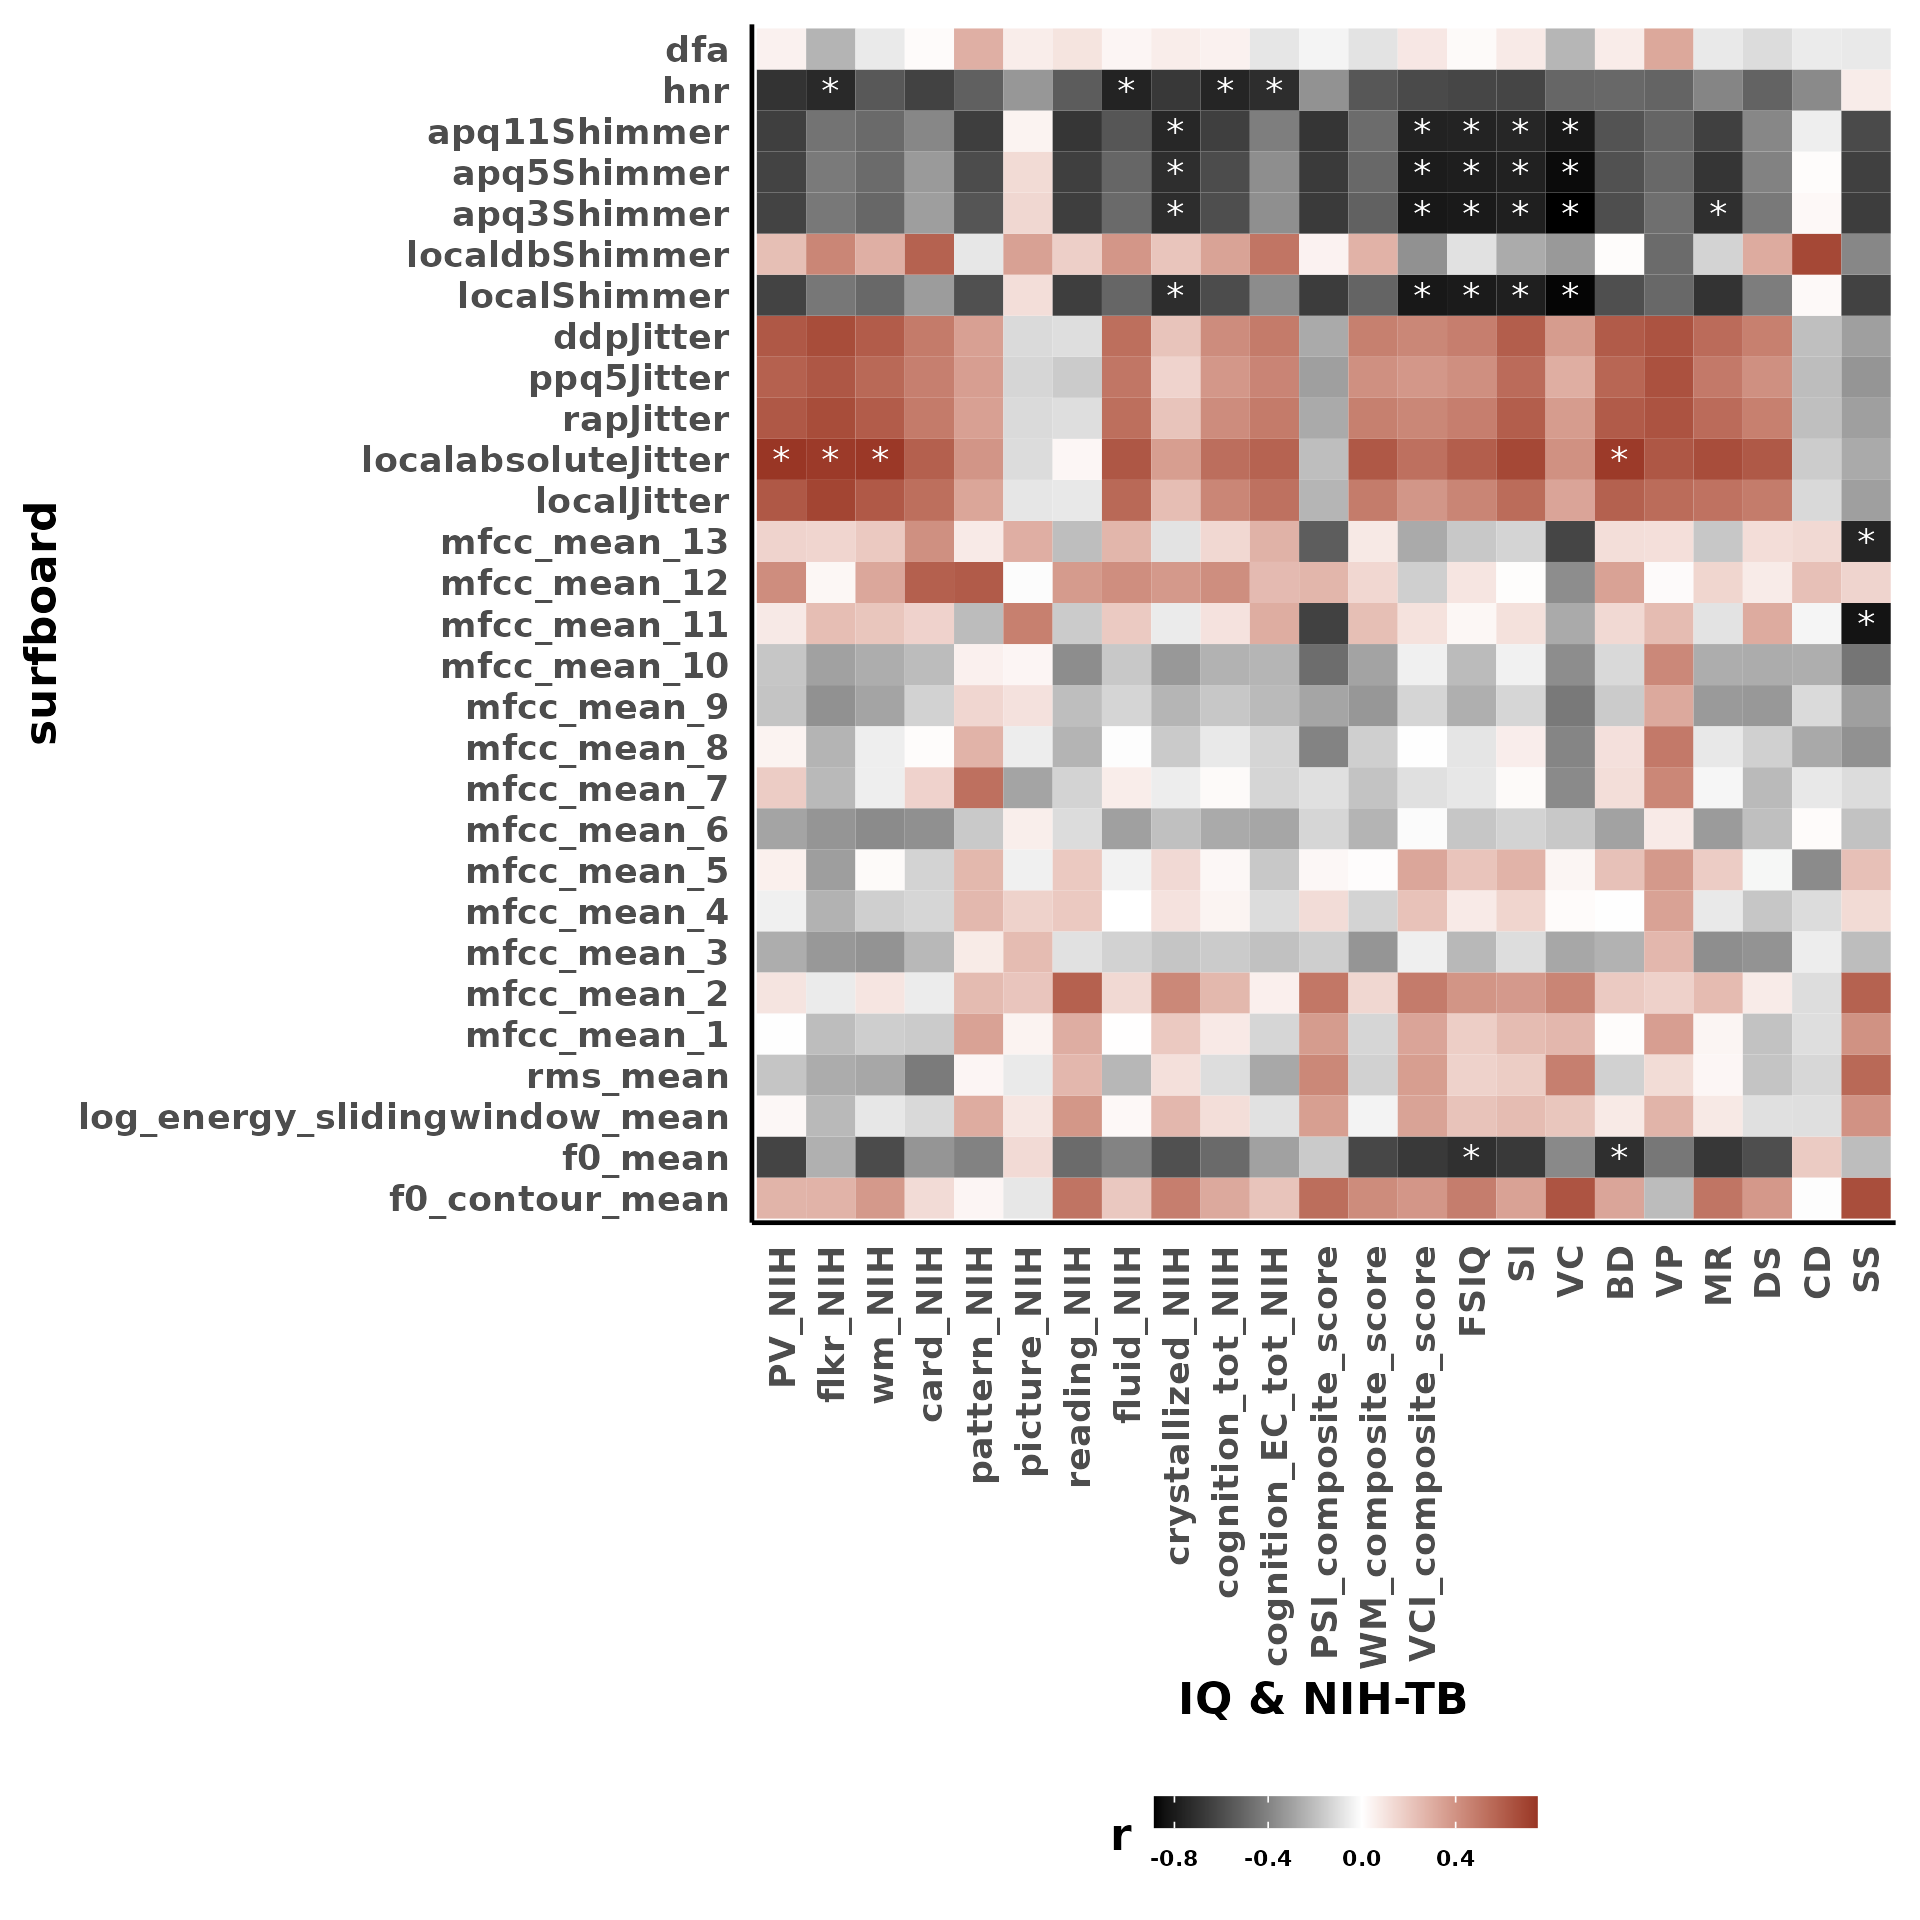 surfboard
dfa
hnr * * * *
apq11Shimmer * * * * *
apq5Shimmer * * * * *
apq3Shimmer * * * * * *
localdbShimmer
localShimmer * * * * *
ddpJitter
ppq5Jitter
rapJitter
localabsoluteJitter * * * *
localJitter
mfcc_mean_13 *
mfcc_mean_12
mfcc_mean_11 *
mfcc_mean_10
mfcc_mean_9
mfcc_mean_8
mfcc_mean_7
mfcc_mean_6
mfcc_mean_5
mfcc_mean_4
mfcc_mean_3
mfcc_mean_2
mfcc_mean_1
rms_mean
log_energy_slidingwindow_mean
f0_mean * *
f0_contour_mean
PV_NIH
flkr_NIH
wm_NIH
card_NIH
pattern_NIH
picture_NIH
reading_NIH
fluid_NIH
crystallized_NIH
cognition_tot_NIH
cognition_EC_tot_NIH
PSI_composite_score
WM_composite_score
VCI_composite_score
FSIQ
SI
VC
BD
VP
MR
DS
CD
SS
IQ & NIH-TB
r
-0.8 -0.4 0.0 0.4